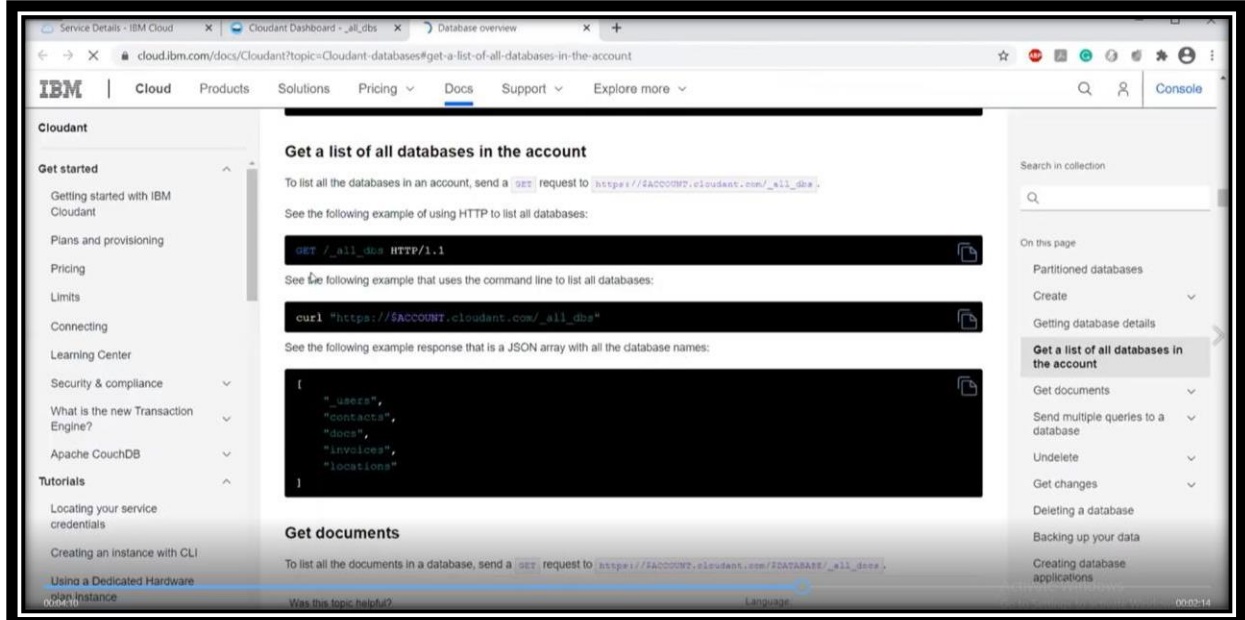 Service Details - IBM Cloud
Cloudant Dashboard - _all_dbs
Database overview
cloud.ibm.com/docs/Cloudant?topic=Cloudant-databases#get-a-list-of-all-databases-in-the-account
ABP
IBM
Cloud
Products
Solutions
Pricing
Docs
Support
Explore more
Console
Cloudant
Get started
Getting started with IBM
Cloudant
Plans and provisioning
Pricing
Limits
Connecting
Learning Center
Security & compliance
What is the new Transaction
Engine?
Apache CouchDB
Tutorials
Locating your service
credentials
Creating an instance with CLI
Using a Dedicated Hardware
plan instance
00:04:10
Get a list of all databases in the account
To list all the databases in an account, send a GET request to https://$ACCOUNT.cloudant.com/_all_dbs.
See the following example of using HTTP to list all databases:
GET /_all_dbs HTTP/1.1
See the following example that uses the command line to list all databases:
curl "https://$ACCOUNT.cloudant.com/_all_dbs"
See the following example response that is a JSON array with all the database names:
[
"_users",
"contacts",
"docs",
"invoices",
"locations"
]
Get documents
To list all the documents in a database, send a GET request to https://$ACCOUNT.cloudant.com/$DATABASE/_all_docs.
Was this topic helpful?
Language
Search in collection
On this page
Partitioned databases
Create
Getting database details
Get a list of all databases in
the account
Get documents
Send multiple queries to a
database
Undelete
Get changes
Deleting a database
Backing up your data
Creating database
applications
00:02:14